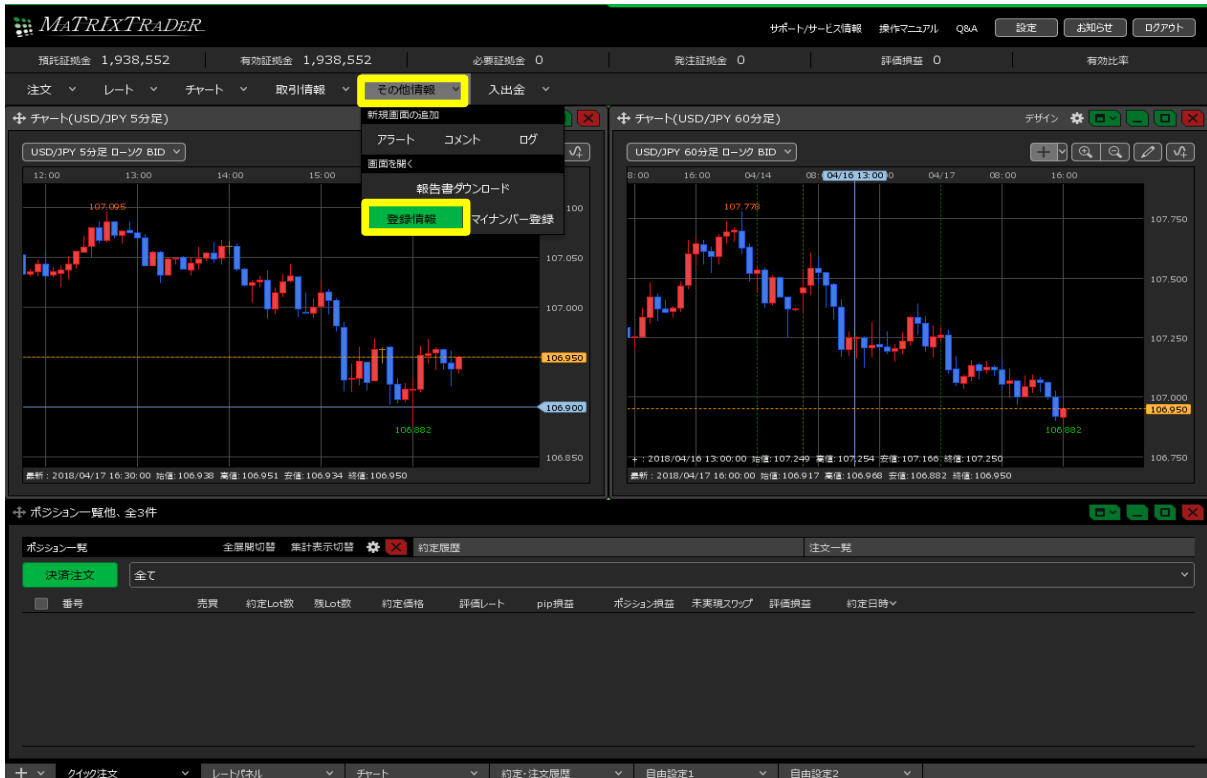 MATRIXTRADER
サポート/サービス情報 操作マニュアル Q&A 設定 お知らせ ログアウト
預託証拠金 1,938,552 有効証拠金 1,938,552 必要証拠金 0 発注証拠金 0 評価損益 0 有効比率
注文 レート チャート 取引情報 その他情報 入出金
新規画面の追加
アラート コメント ログ
画面を開く
報告書ダウンロード
登録情報 マイナンバー登録
チャート(USD/JPY 5分足)
USD/JPY 5分足 ローソク BID
12:00 13:00 14:00 15:00
107.095
100
107.050
107.000
106.950
106.900
106.882
106.850
最新 : 2018/04/17 16:30:00 始値:106.938 高値:106.951 安値:106.934 終値:106.950
チャート(USD/JPY 60分足) デザイン
USD/JPY 60分足 ローソク BID
8:00 16:00 04/14 08: 04/16 13:00 0 04/17 08:00 16:00
107.778
107.750
107.500
107.250
107.000
106.950
106.882
106.750
+ : 2018/04/16 13:00:00 始値:107.249 高値:107.254 安値:107.166 終値:107.250
最新 : 2018/04/17 16:00:00 始値:106.917 高値:106.968 安値:106.882 終値:106.950
ポジション一覧他、全3件
ポジション一覧 全展開切替 集計表示切替 約定履歴 注文一覧
決済注文 全て
番号 売買 約定Lot数 残Lot数 約定価格 評価レート pip損益 ポジション損益 未実現スワップ 評価損益 約定日時
クイック注文 レートパネル チャート 約定・注文履歴 自由設定1 自由設定2